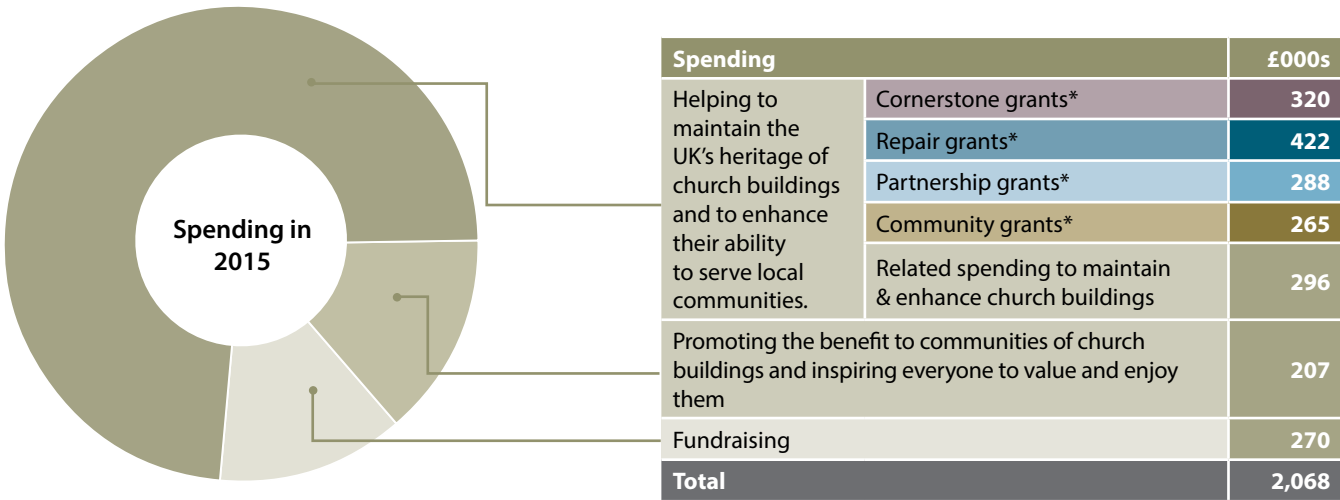 Spending in
2015
Spending £000s
Helping to
maintain the
UK's heritage of
church buildings
and to enhance
their ability
to serve local
communities.
Cornerstone grants* 320
Repair grants* 422
Partnership grants* 288
Community grants* 265
Related spending to maintain
& enhance church buildings 296
Promoting the benefit to communities of church
buildings and inspiring everyone to value and enjoy
them 207
Fundraising 270
Total 2,068